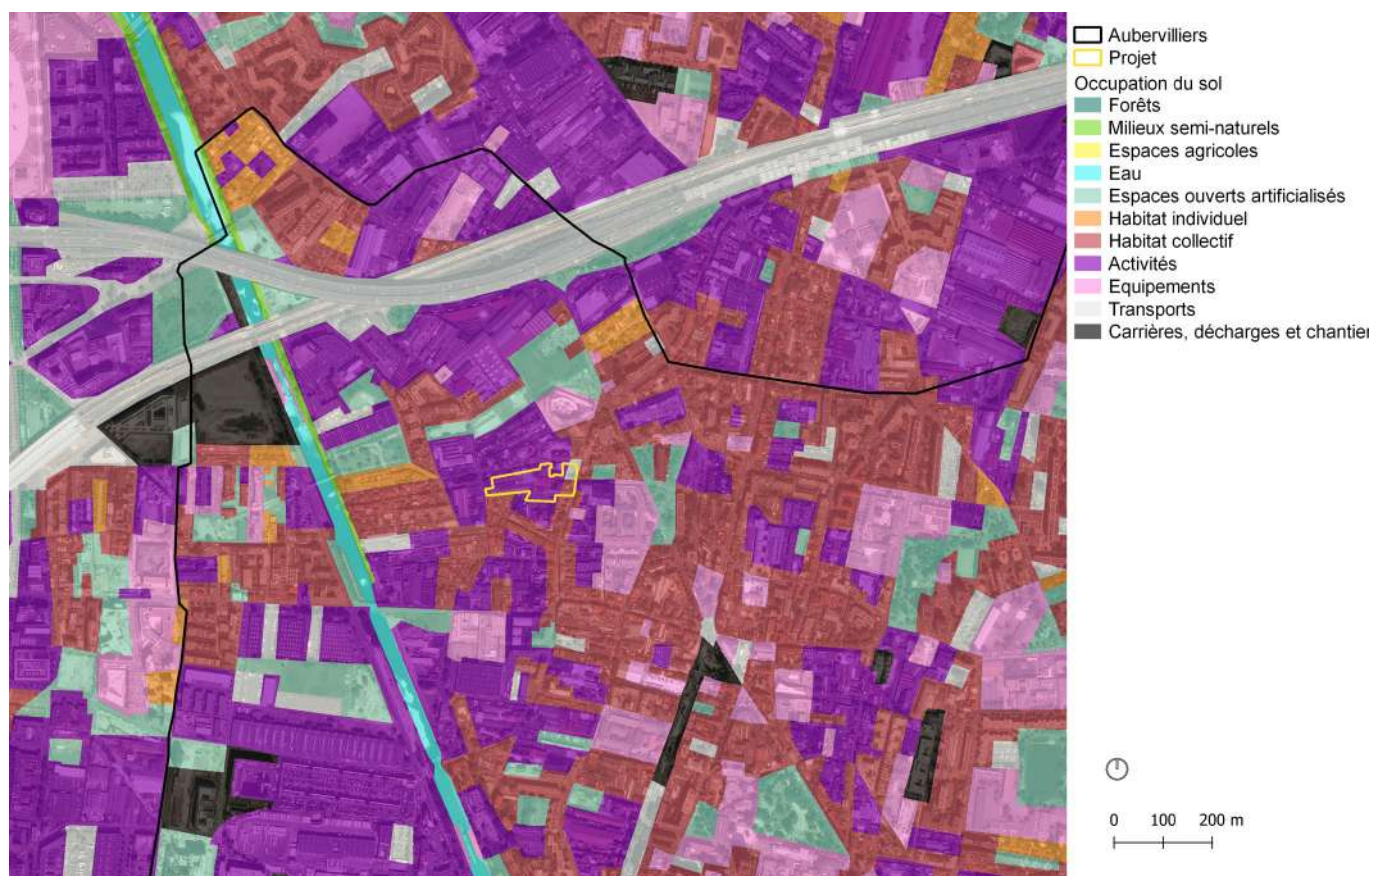 Aubervilliers
Projet
Occupation du sol
Forêts
Milieux semi-naturels
Espaces agricoles
Eau
Espaces ouverts artificialisés
Habitat individuel
Habitat collectif
Activités
Equipements
Transports
Carrières, décharges et chantier
0 100 200 m